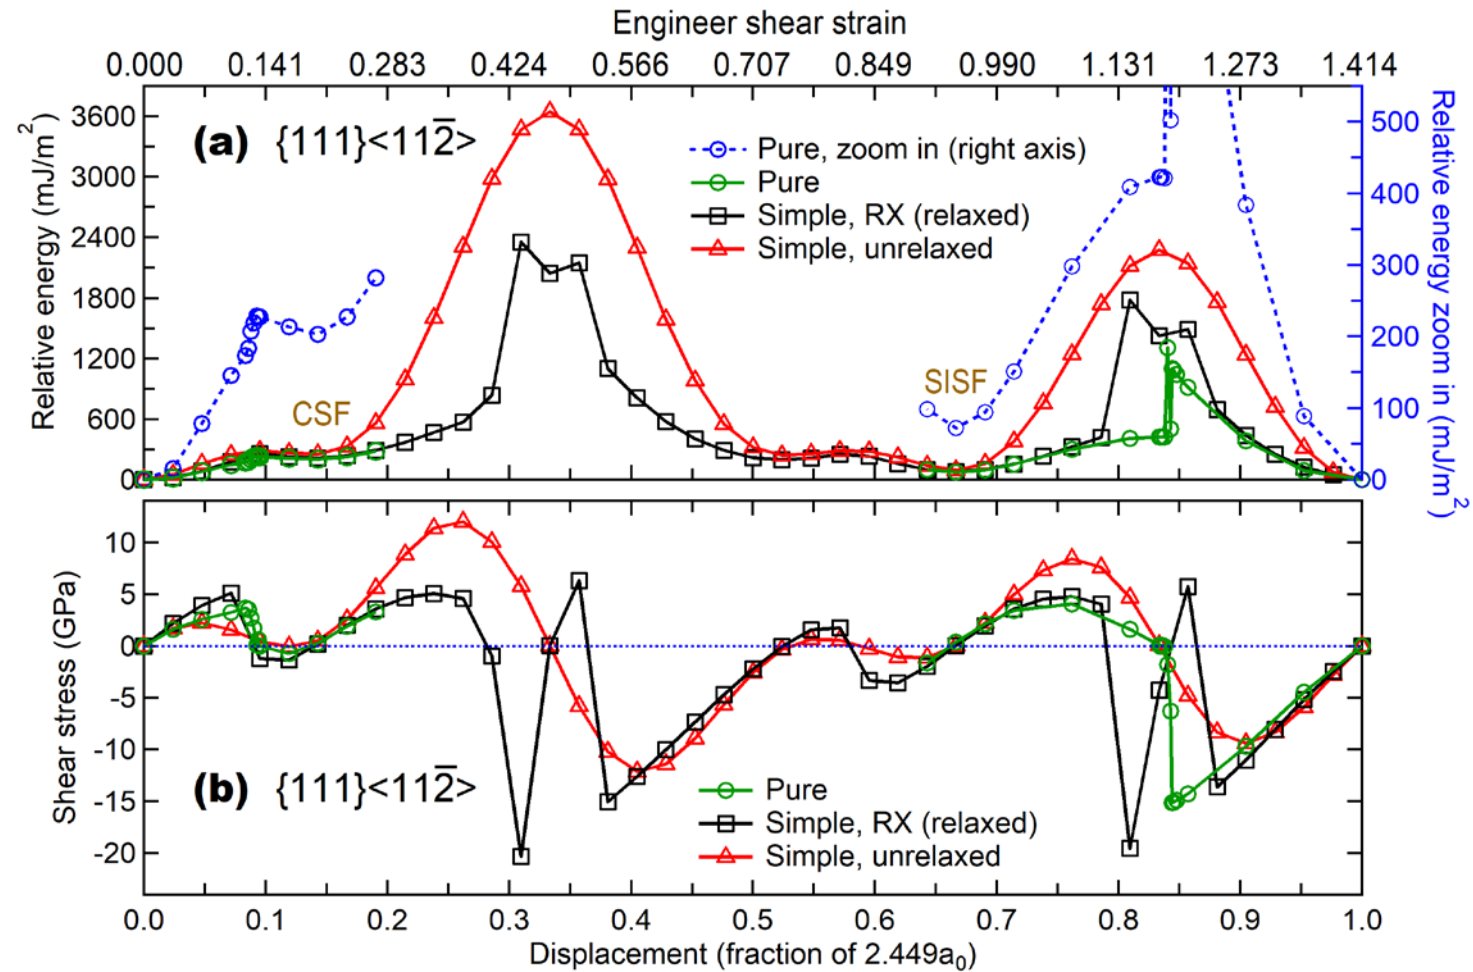 Engineer shear strain
0.000 0.141 0.283 0.424 0.566 0.707 0.849 0.990 1.131 1.273 1.414
Relative energy (mJ/m²)
3600
3000
2400
1800
1200
600
0
(a) {111}<112̅>
Pure, zoom in (right axis)
Pure
Simple, RX (relaxed)
Simple, unrelaxed
CSF
SISF
500
400
300
200
100
0
Relative energy zoom in (mJ/m²)
Shear stress (GPa)
10
5
0
-5
-10
-15
-20
(b) {111}<112̅>
Pure
Simple, RX (relaxed)
Simple, unrelaxed
0.0 0.1 0.2 0.3 0.4 0.5 0.6 0.7 0.8 0.9 1.0
Displacement (fraction of 2.449a₀)